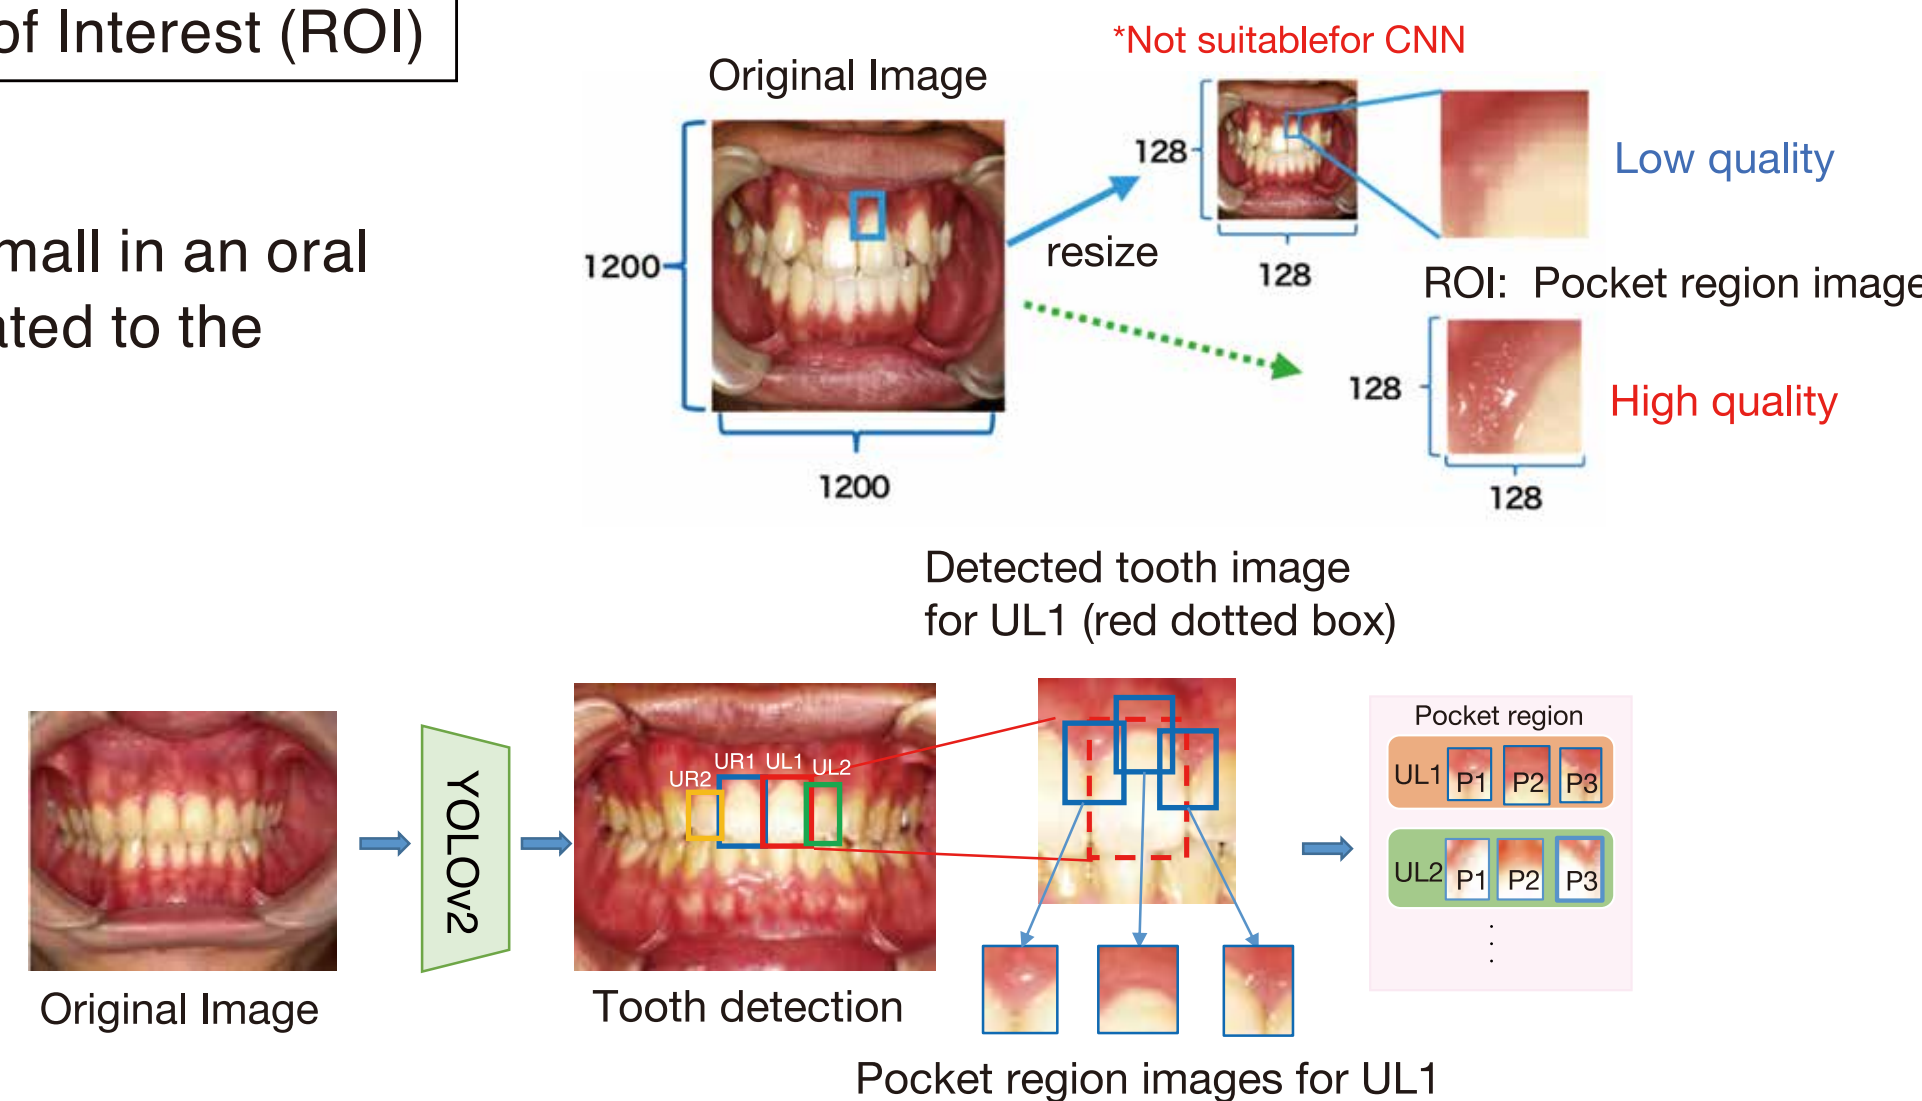 of Interest (ROI)
*Not suitablefor CNN
Original Image
128
Low quality
mall in an oral
resize
1200
128
ROI: Pocket region image
ated to the
128
High quality
1200
128
Detected tooth image
for UL1 (red dotted box)
Pocket region
UR1 UL1 UL2
UR2
UL1 P1 P2 P3
YOLOv2
UL2 P1 P2 P3
Original Image
Tooth detection
Pocket region images for UL1